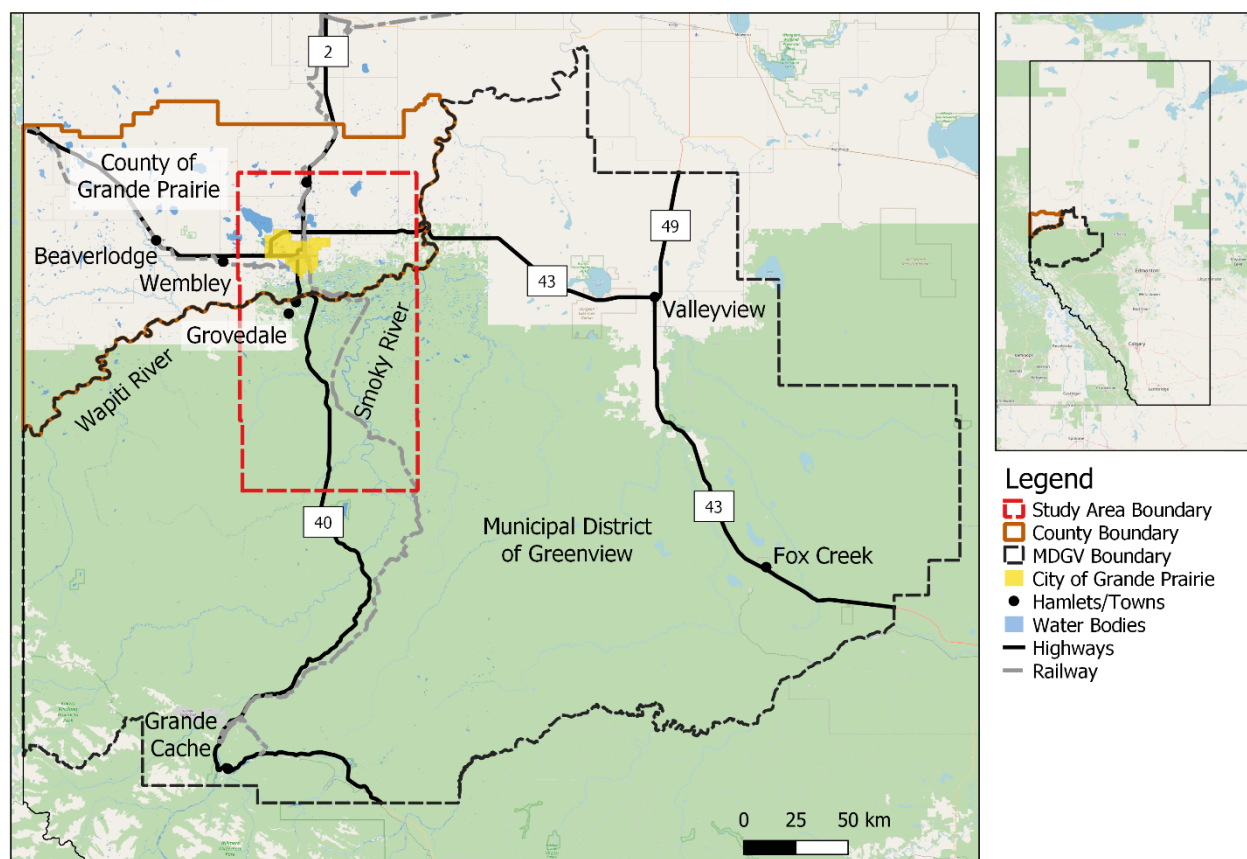 2
County of
Grande Prairie
49
Beaverlodge
Wembley
43
Valleyview
Grovedale
Smoky River
Wapiti River
43
40
Municipal District
of Greenview
Fox Creek
Grande
Cache
0 25 50 km
Edmonton
Calgary
Legend
Study Area Boundary
County Boundary
MDGV Boundary
City of Grande Prairie
Hamlets/Towns
Water Bodies
Highways
Railway